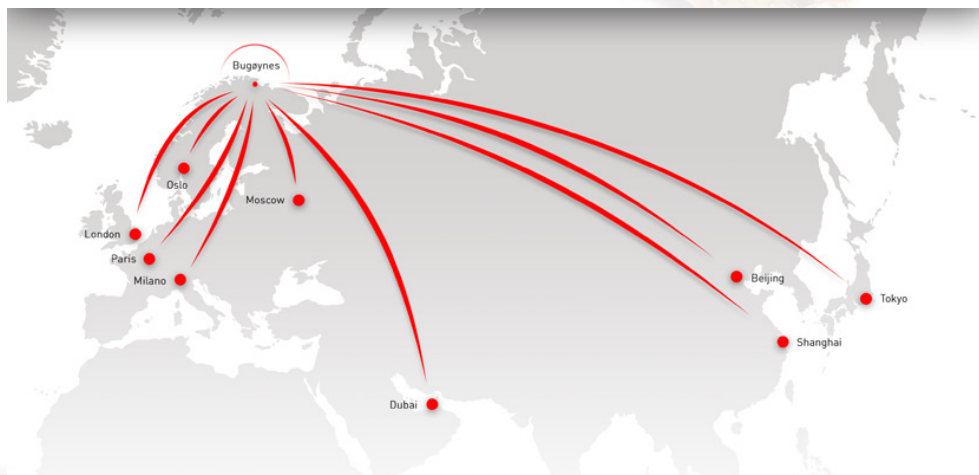 Bugøynes
Oslo
Moscow
London
Paris
Milano
Beijing
Tokyo
Shanghai
Dubai